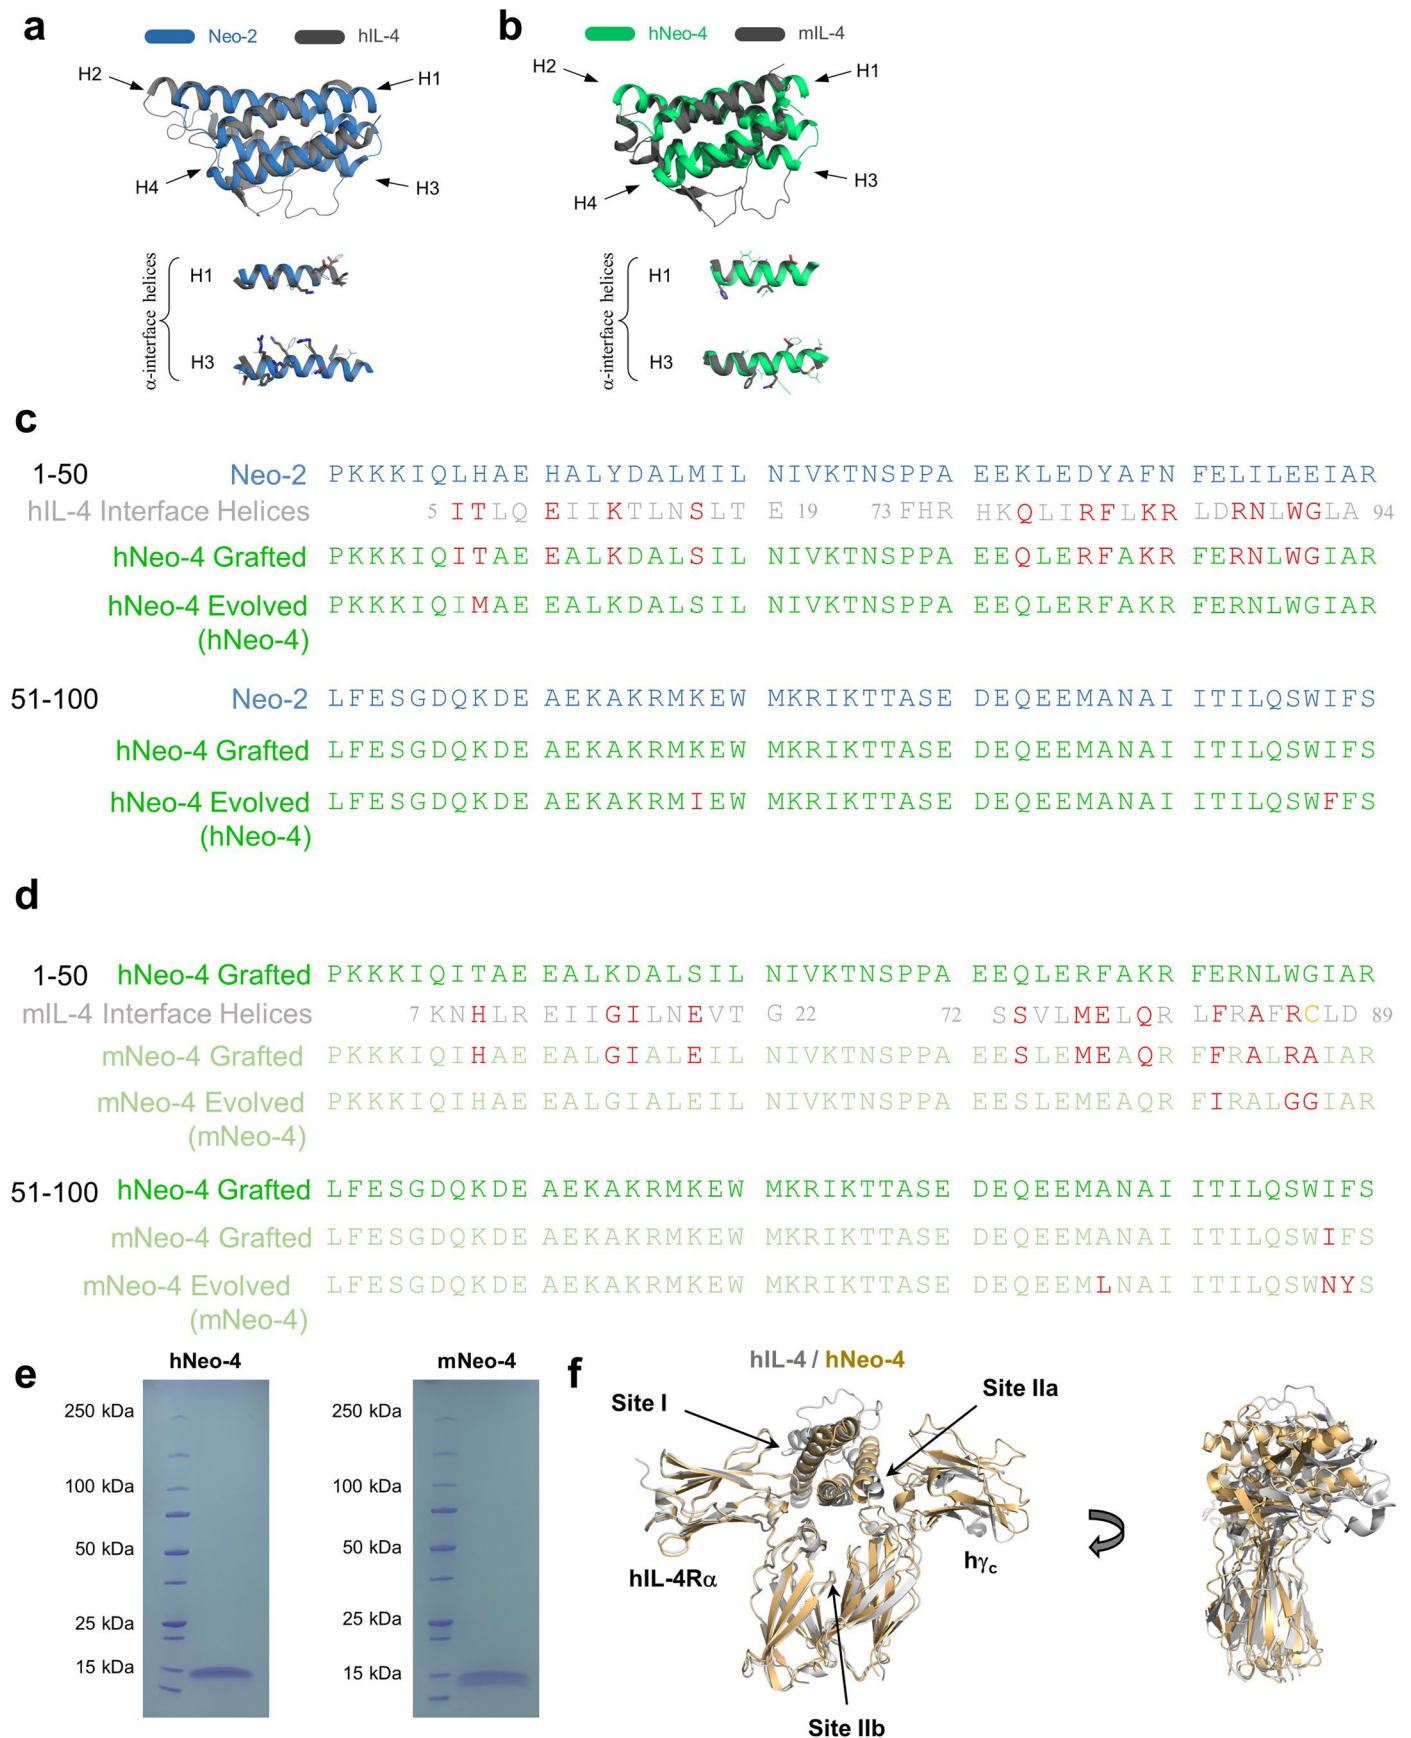 a
Neo-2 hIL-4
H2 H1
H4 H3
α-interface helices
H1
H3
b
hNeo-4 mIL-4
H2 H1
H4 H3
α-interface helices
H1
H3
c
1-50 Neo-2 PKKKIQLHAE HALYDALMIL NIVKTNSPPA EEKLEDYAFN FELILEEIAR
hIL-4 Interface Helices 5 ITLQ EIIKTLNSLT E 19 73 FHR HKQLIRFLKR LDRNLWGLA 94
hNeo-4 Grafted PKKKIQITAE EALKDALSIL NIVKTNSPPA EEQLERFAKR FERNLWGIAR
hNeo-4 Evolved PKKKIQIMAE EALKDALSIL NIVKTNSPPA EEQLERFAKR FERNLWGIAR
(hNeo-4)
51-100 Neo-2 LFESGDQKDE AEKAKRMKEW MKRIKTTASE DEQEEMANAI ITILQSWIFS
hNeo-4 Grafted LFESGDQKDE AEKAKRMKEW MKRIKTTASE DEQEEMANAI ITILQSWIFS
hNeo-4 Evolved LFESGDQKDE AEKAKRMIEW MKRIKTTASE DEQEEMANAI ITILQSWFFS
(hNeo-4)
d
1-50 hNeo-4 Grafted PKKKIQITAE EALKDALSIL NIVKTNSPPA EEQLERFAKR FERNLWGIAR
mIL-4 Interface Helices 7 KNHLR EIIGILNEVT G 22 72 SSVLMELQR LFRAFRCLD 89
mNeo-4 Grafted PKKKIQIHAE EALGIALEIL NIVKTNSPPA EESLEMEAQR FFRALRAIAR
mNeo-4 Evolved PKKKIQIHAE EALGIALEIL NIVKTNSPPA EESLEMEAQR FIRALGGIAR
(mNeo-4)
51-100 hNeo-4 Grafted LFESGDQKDE AEKAKRMKEW MKRIKTTASE DEQEEMANAI ITILQSWIFS
mNeo-4 Grafted LFESGDQKDE AEKAKRMKEW MKRIKTTASE DEQEEMANAI ITILQSWIFS
mNeo-4 Evolved LFESGDQKDE AEKAKRMKEW MKRIKTTASE DEQEEMLNAI ITILQSWNYS
(mNeo-4)
e
hNeo-4
250 kDa
100 kDa
50 kDa
25 kDa
15 kDa
mNeo-4
250 kDa
100 kDa
50 kDa
25 kDa
15 kDa
f
hIL-4 / hNeo-4
Site I
Site IIa
hIL-4Rα
hγc
Site IIb